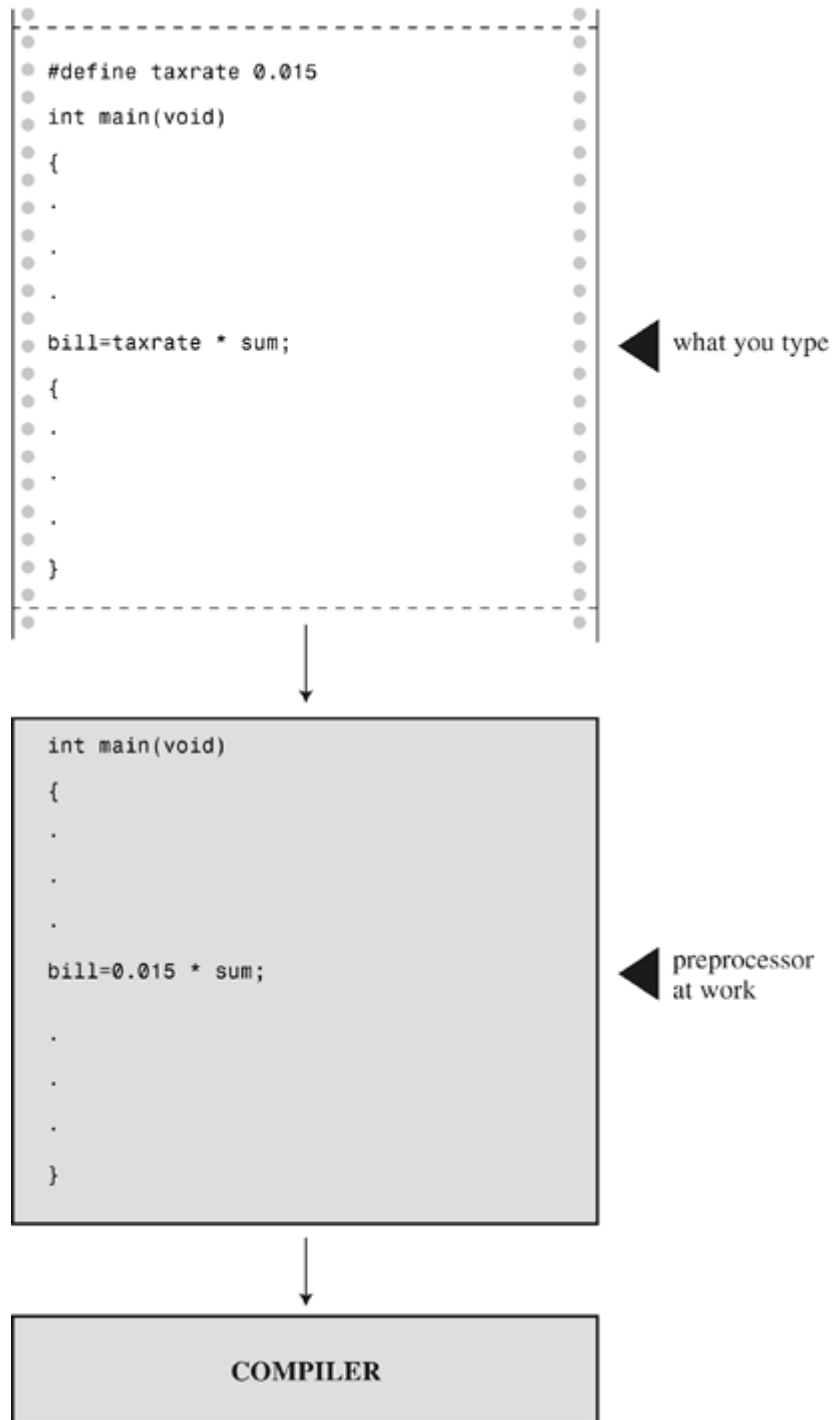 #define taxrate 0.015
int main(void)
{
.
.
.
bill=taxrate * sum;
{
.
.
.
}
what you type
int main(void)
{
.
.
.
bill=0.015 * sum;
.
.
.
}
preprocessor
at work
COMPILER